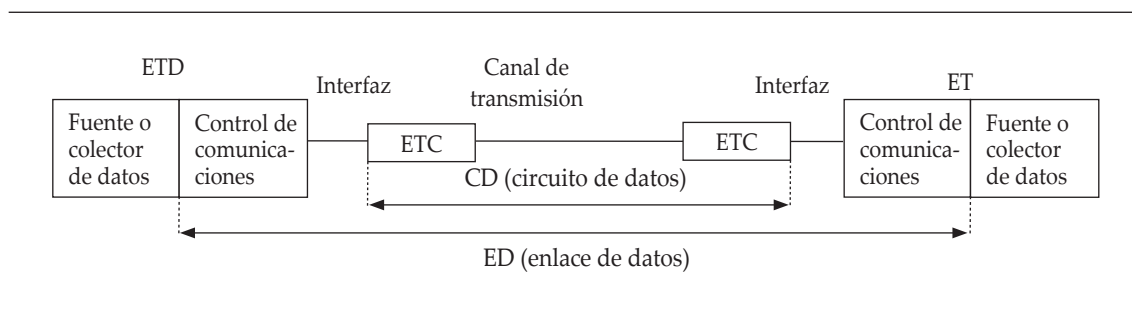 ETD
Interfaz
Canal de
transmisión
Interfaz
ET
Fuente o
colector
de datos
Control de
comunica-
ciones
ETC
ETC
Control de
comunica-
ciones
Fuente o
colector
de datos
CD (circuito de datos)
ED (enlace de datos)